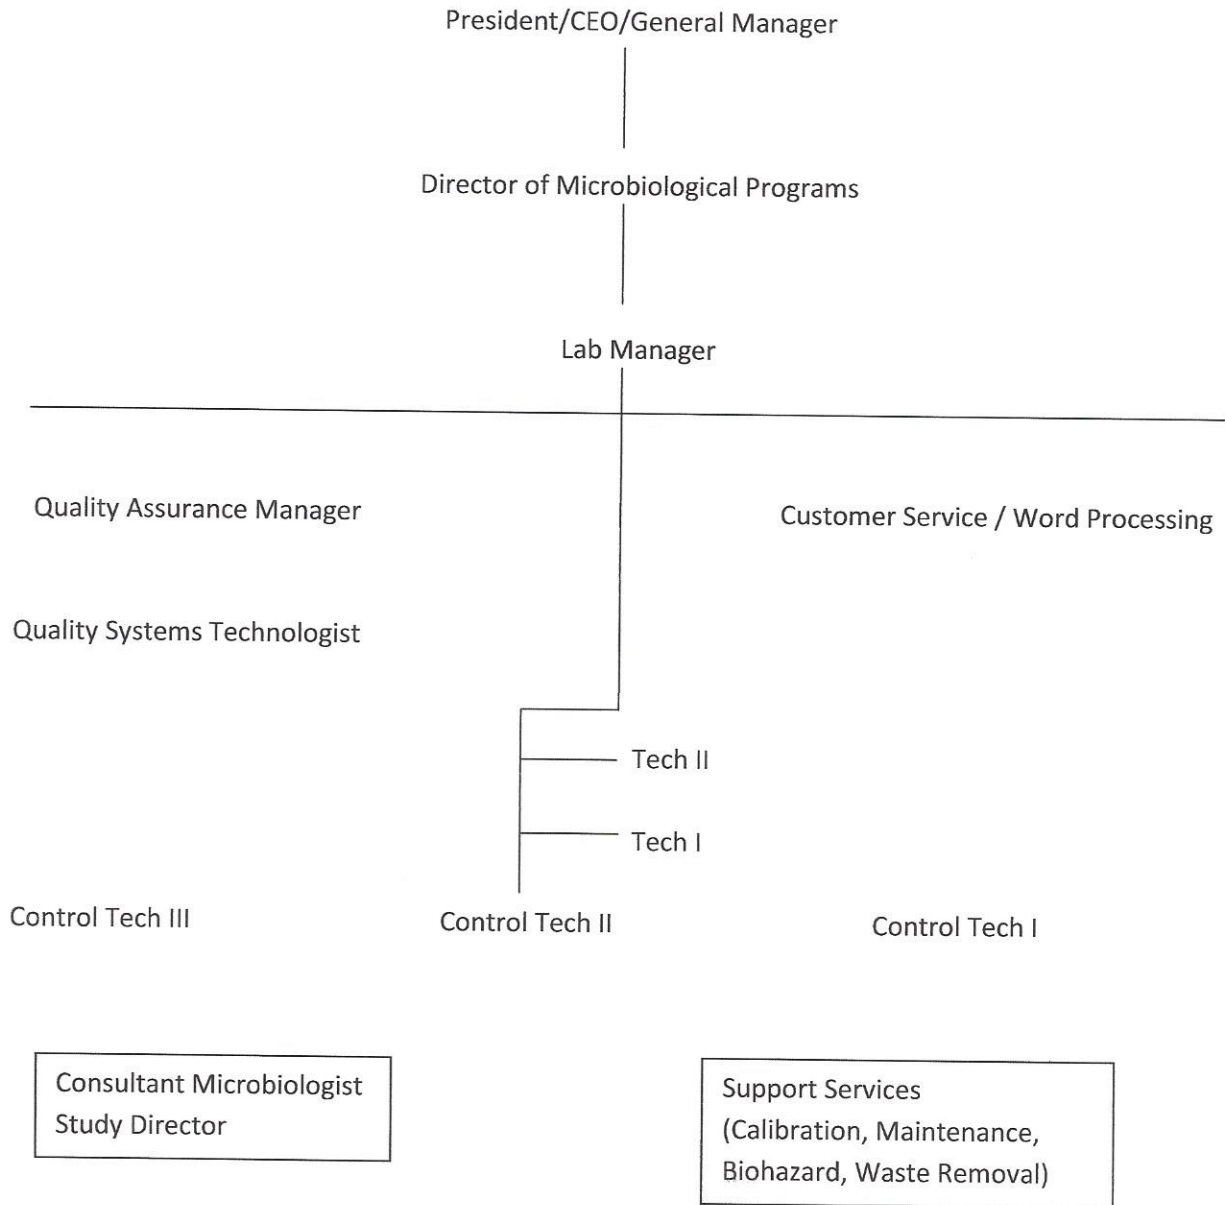 President/CEO/General Manager
Director of Microbiological Programs
Lab Manager
Quality Assurance Manager
Customer Service / Word Processing
Quality Systems Technologist
Tech II
Tech I
Control Tech III
Control Tech II
Control Tech I
Consultant Microbiologist
Study Director
Support Services
(Calibration, Maintenance,
Biohazard, Waste Removal)